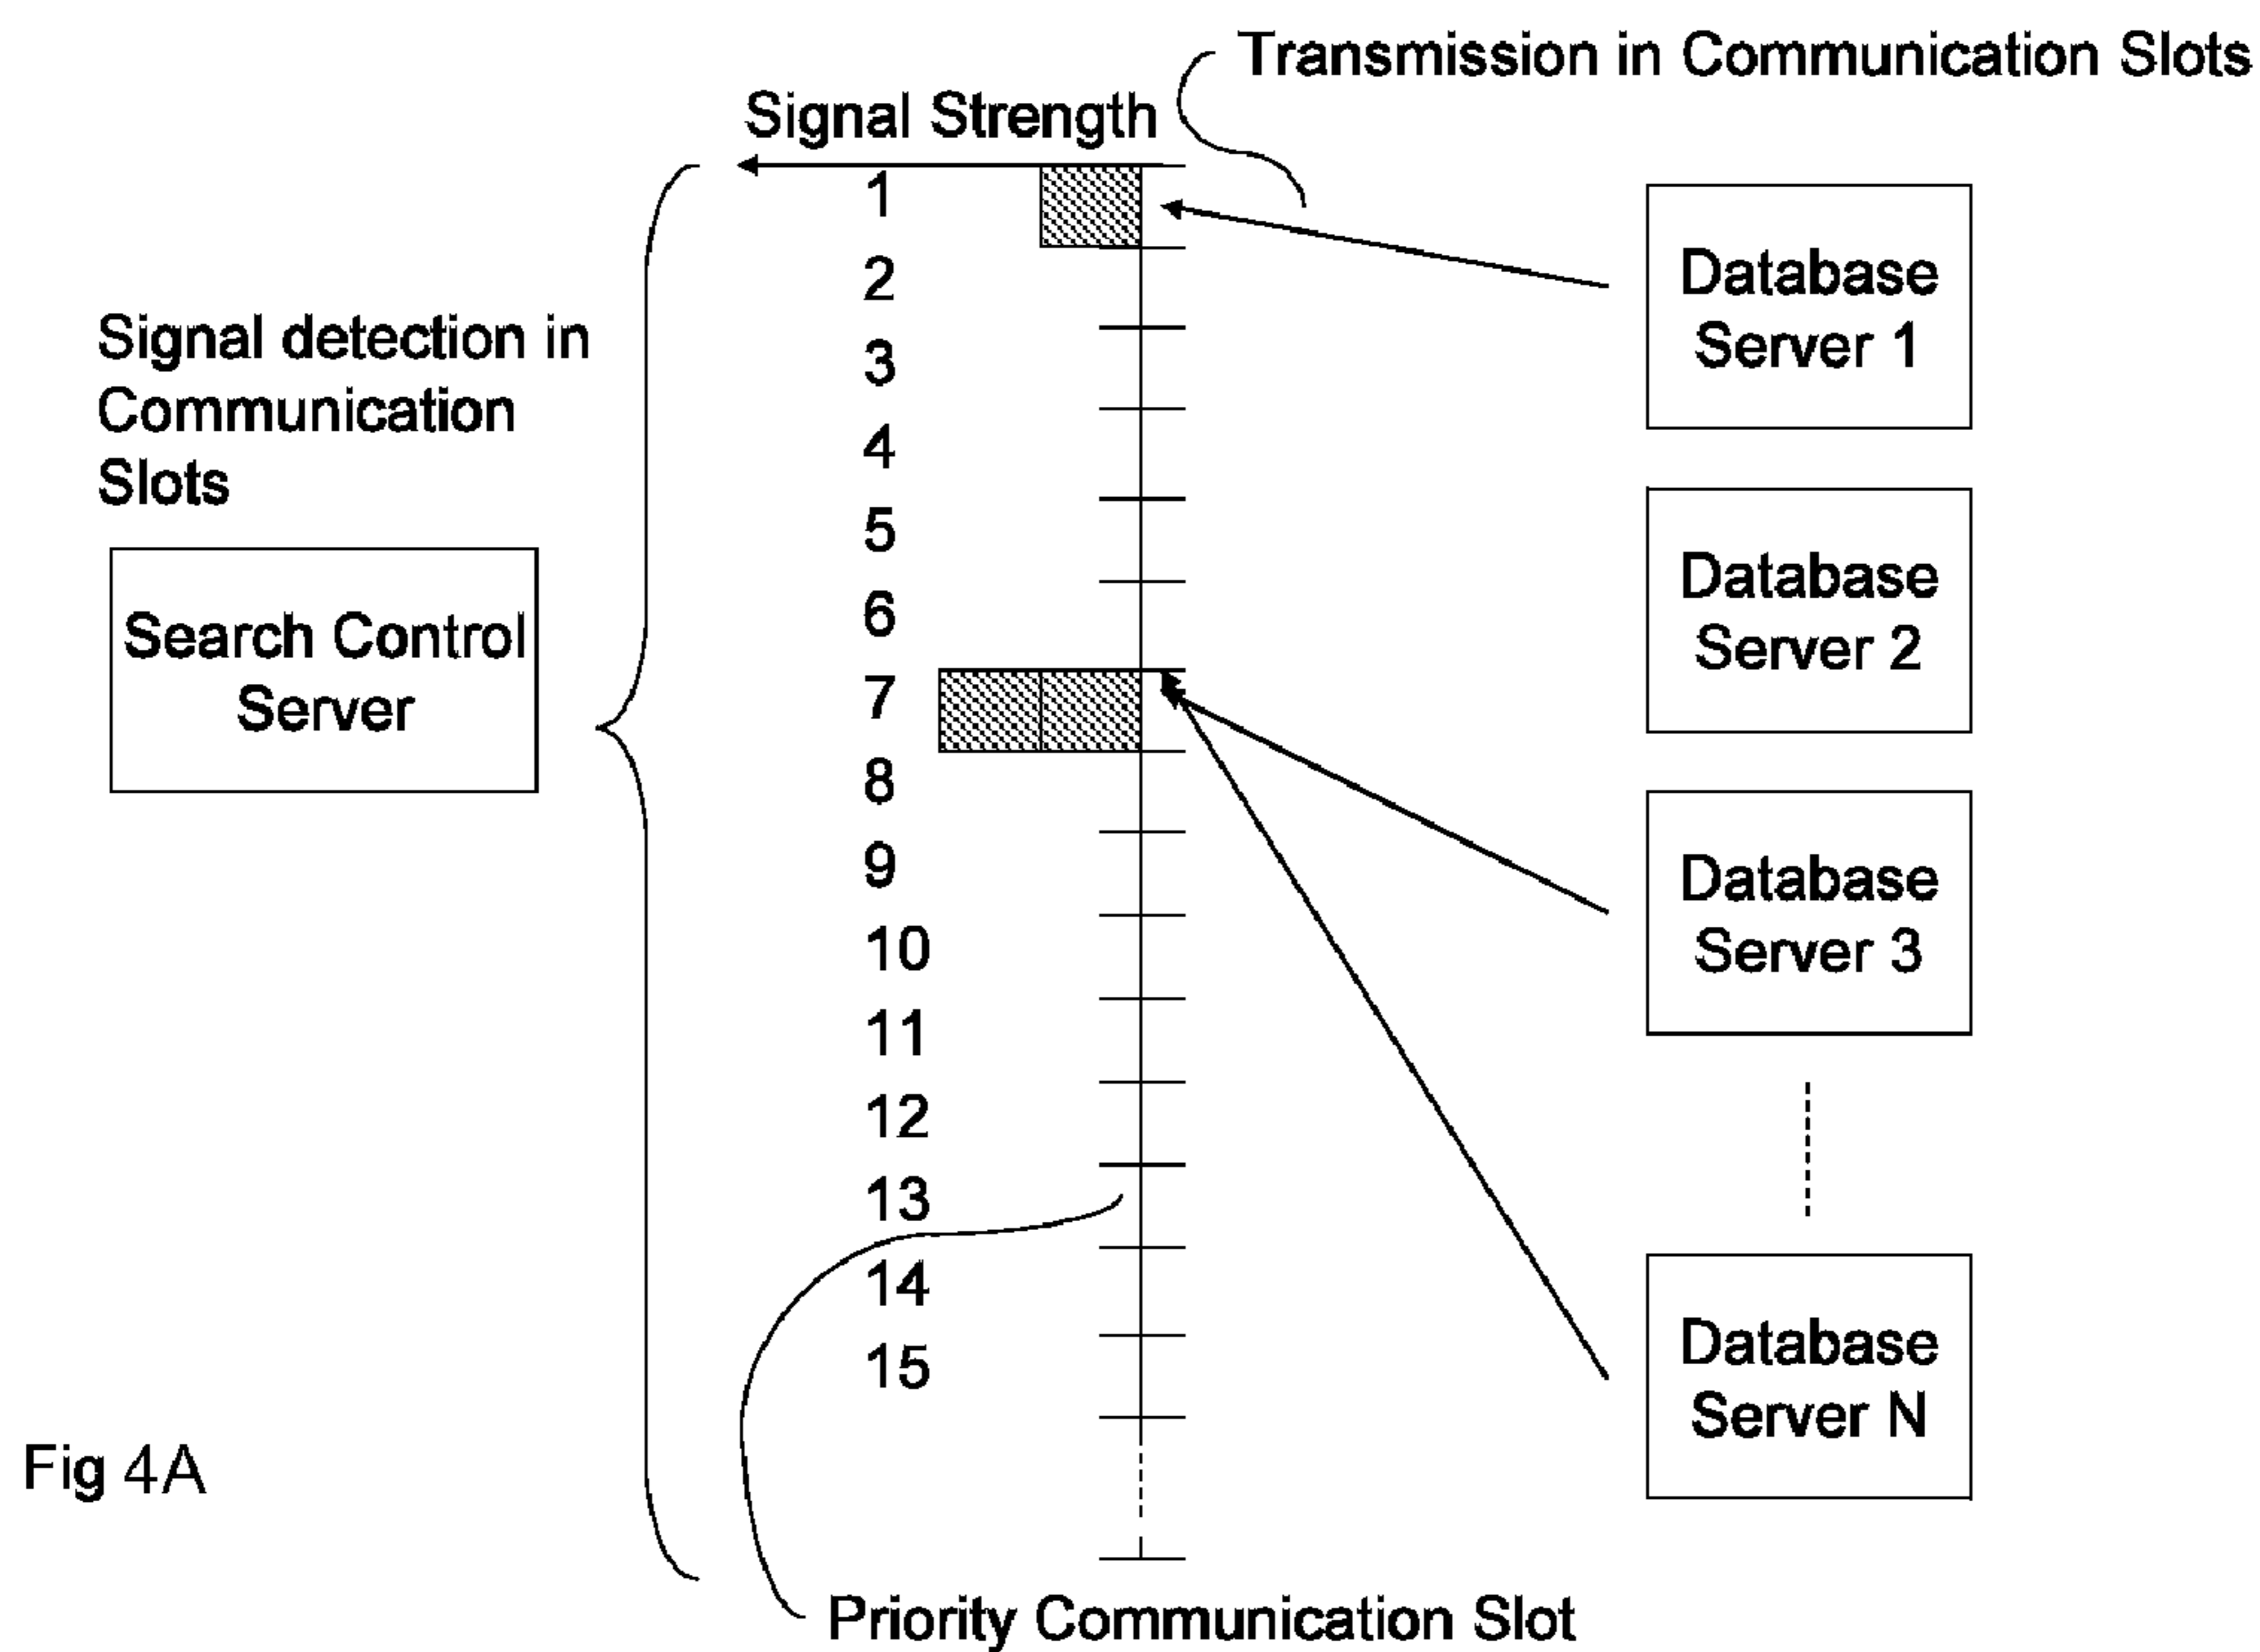 Transmission in Communication Slots
Signal Strength
1
2
3
4
5
6
7
8
9
10
11
12
13
14
15
Signal detection in
Communication
Slots
Search Control
Server
Database
Server 1
Database
Server 2
Database
Server 3
Database
Server N
Fig 4A
Priority Communication Slot